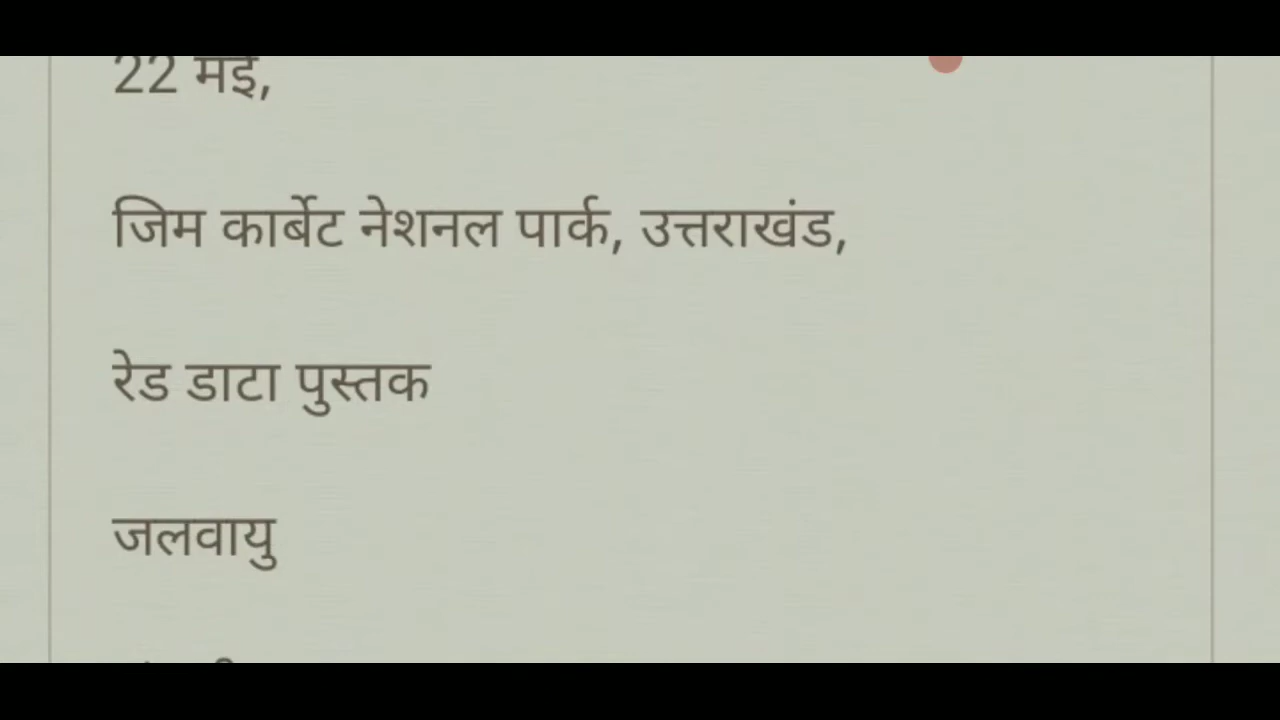 22 मई,
जिम कार्बेट नेशनल पार्क, उत्तराखंड,
रेड डाटा पुस्तक
जलवायु